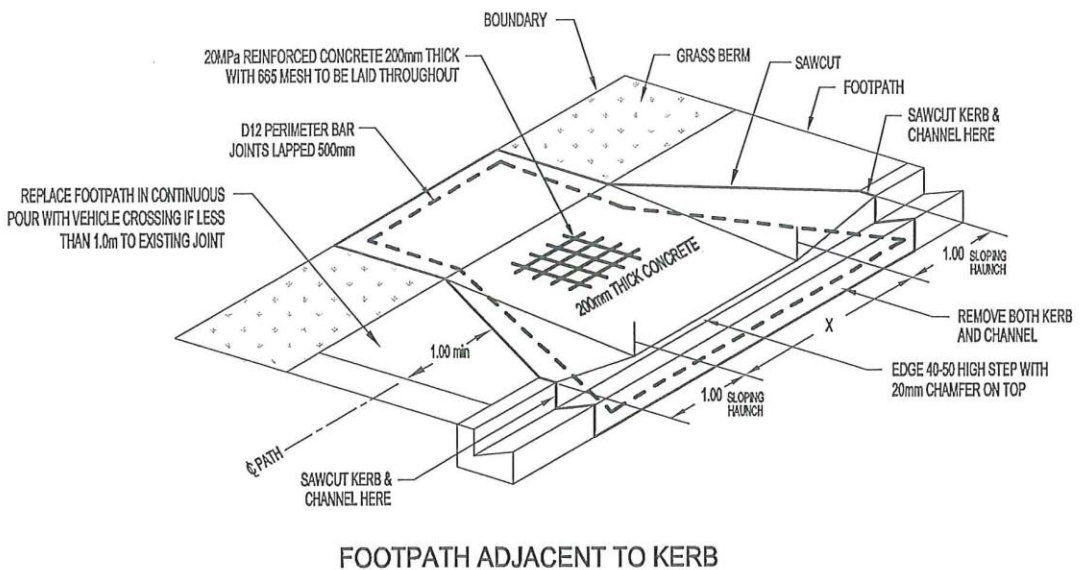 BOUNDARY
20MPa REINFORCED CONCRETE 200mm THICK
WITH 665 MESH TO BE LAID THROUGHOUT
GRASS BERM
SAWCUT
FOOTPATH
SAWCUT KERB &
CHANNEL HERE
D12 PERIMETER BAR
JOINTS LAPPED 500mm
REPLACE FOOTPATH IN CONTINUOUS
POUR WITH VEHICLE CROSSING IF LESS
THAN 1.0m TO EXISTING JOINT
200mm THICK CONCRETE
1.00 SLOPING
HAUNCH
X
REMOVE BOTH KERB
AND CHANNEL
1.00 min
EDGE 40-50 HIGH STEP WITH
20mm CHAMFER ON TOP
1.00 SLOPING
HAUNCH
℄ PATH
SAWCUT KERB &
CHANNEL HERE
FOOTPATH ADJACENT TO KERB